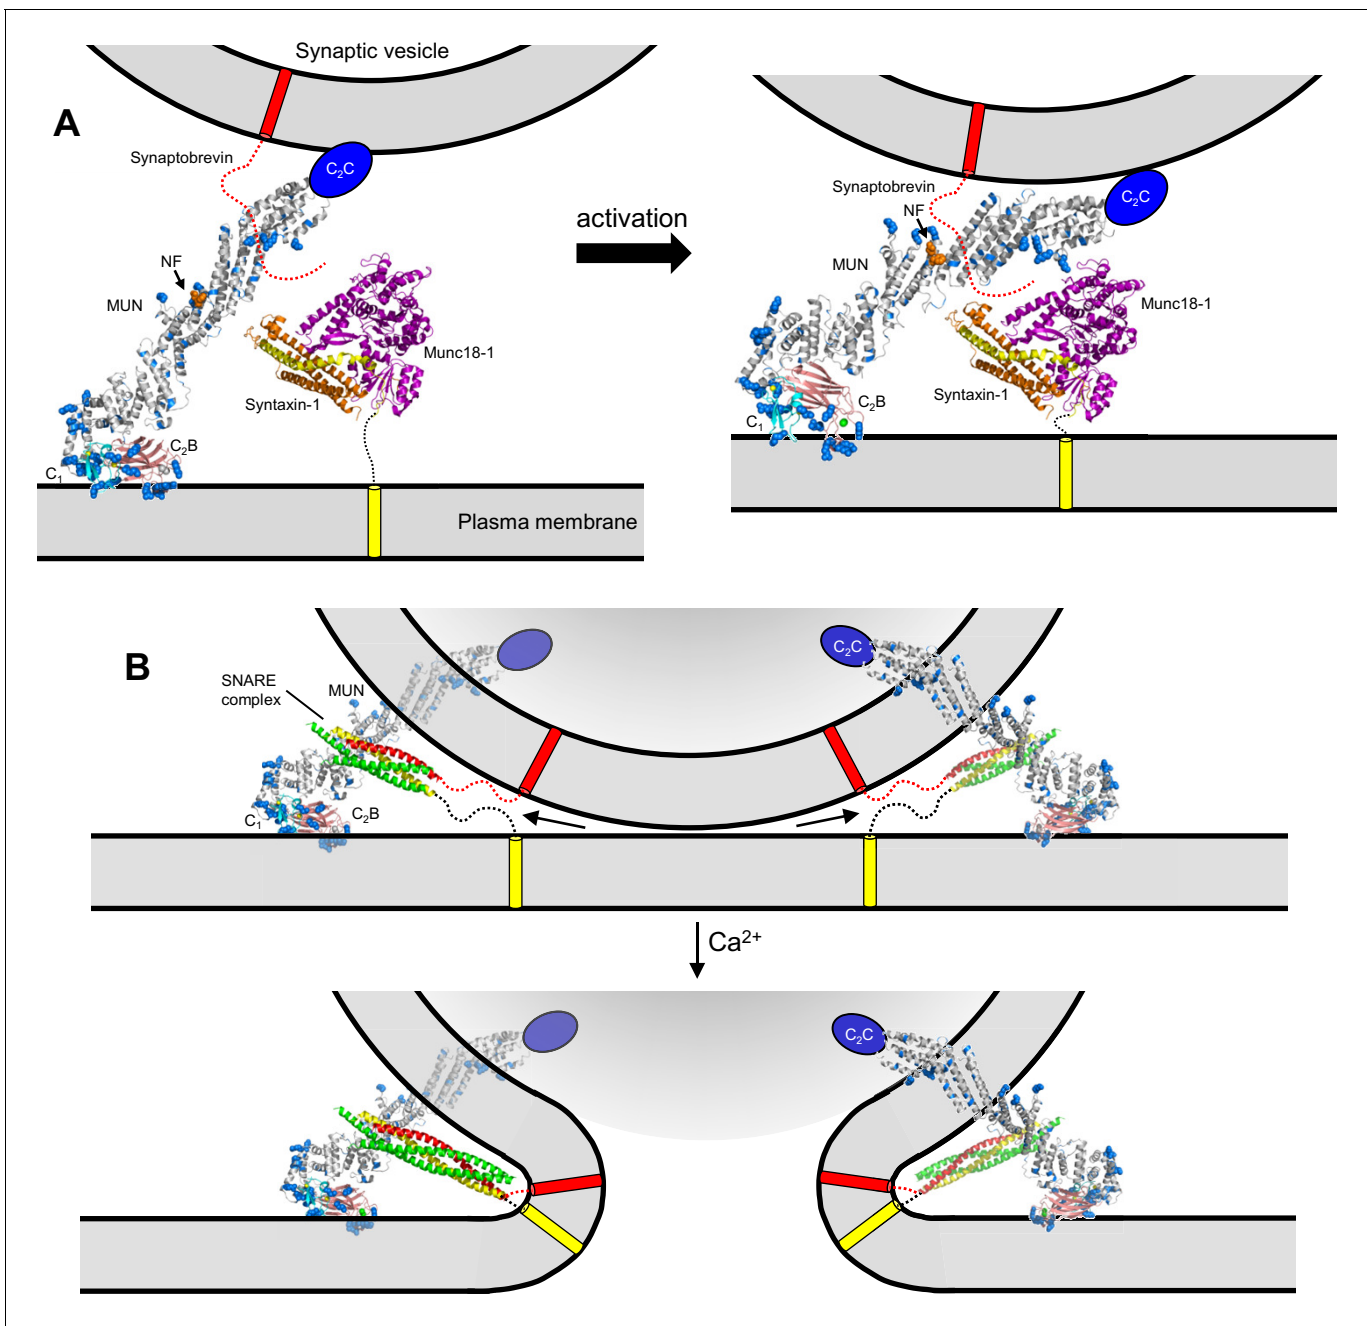 A
Synaptic vesicle
Synaptobrevin
C₂C
NF
MUN
Munc18-1
Syntaxin-1
C₁
C₂B
Plasma membrane
activation
Synaptobrevin
C₂C
NF
MUN
Munc18-1
Syntaxin-1
C₁
C₂B
B
SNARE
complex
MUN
C₂C
C₁
C₂B
Ca²⁺
C₂C